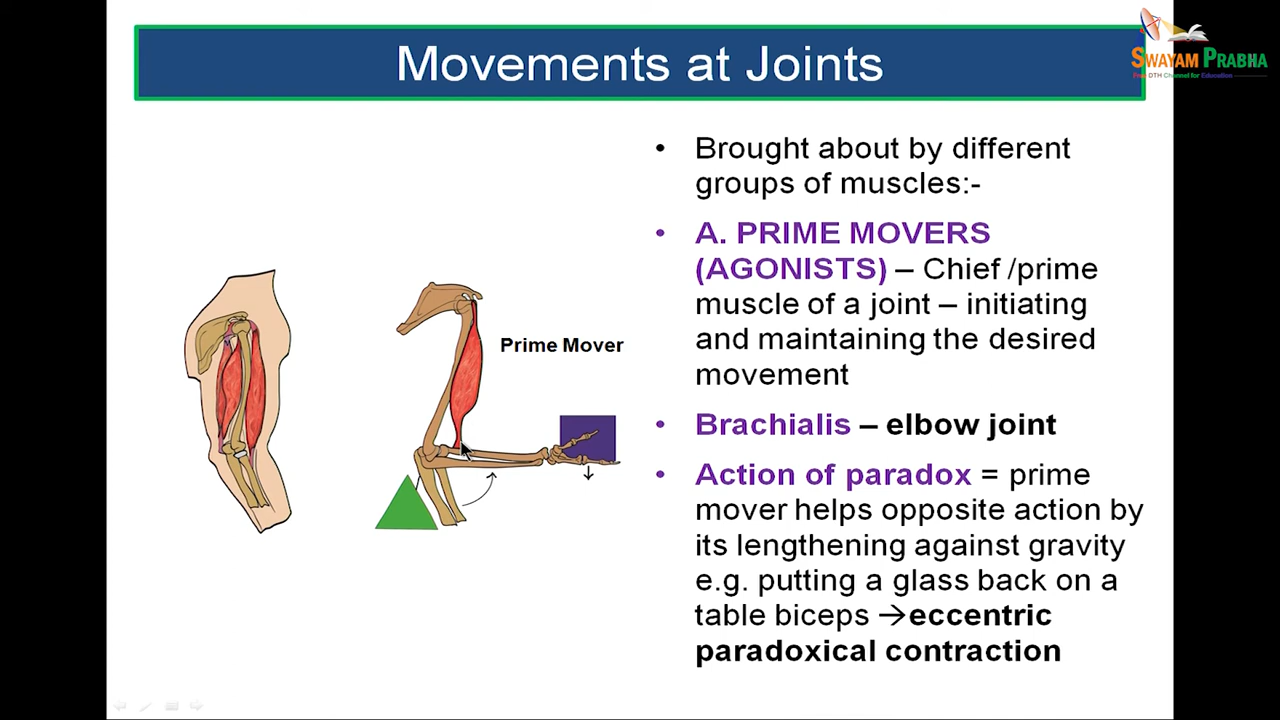 Movements at Joints
SWAYAM PRABHA
Free DTH Channel for Education
• Brought about by different
groups of muscles:-
• A. PRIME MOVERS
(AGONISTS) – Chief /prime
muscle of a joint – initiating
and maintaining the desired
movement
• Brachialis – elbow joint
• Action of paradox = prime
mover helps opposite action by
its lengthening against gravity
e.g. putting a glass back on a
table biceps →eccentric
paradoxical contraction
Prime Mover